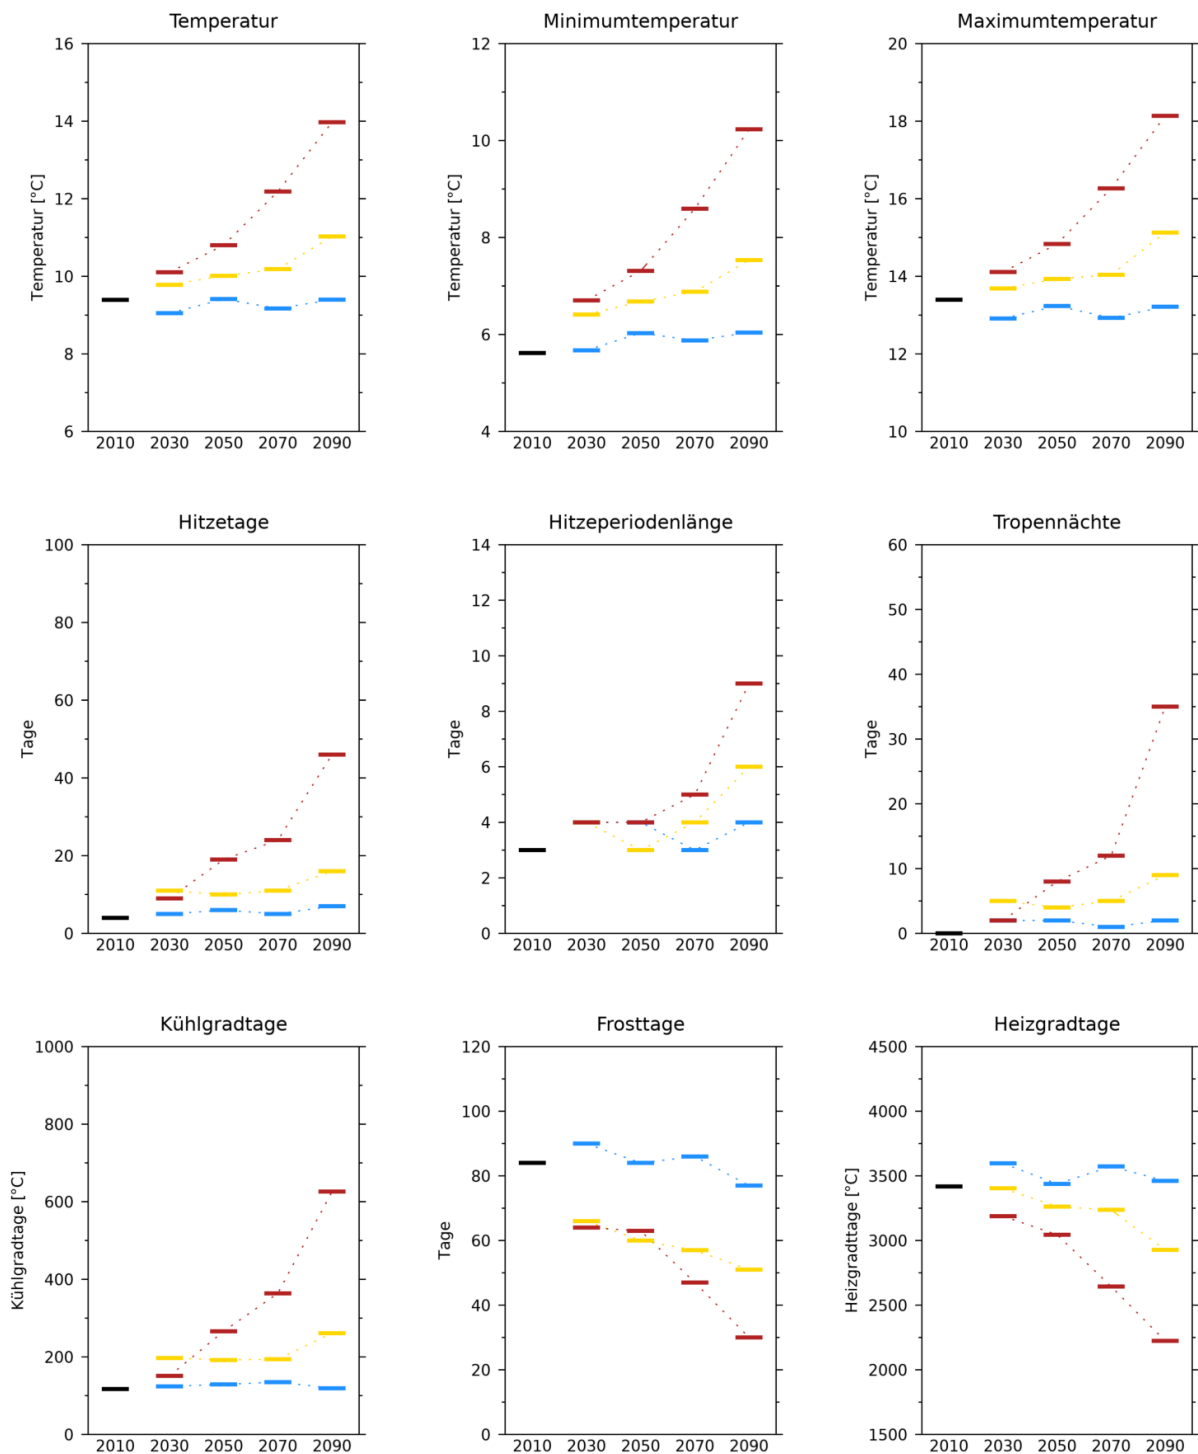 Temperatur Minimumtemperatur Maximumtemperatur
Temperatur [°C]
16
14
12
10
8
6
2010 2030 2050 2070 2090
Temperatur [°C]
12
10
8
6
4
2010 2030 2050 2070 2090
Temperatur [°C]
20
18
16
14
12
10
2010 2030 2050 2070 2090
Hitzetage Hitzeperiodenlänge Tropennächte
Tage
100
80
60
40
20
0
2010 2030 2050 2070 2090
Tage
14
12
10
8
6
4
2
0
2010 2030 2050 2070 2090
Tage
60
50
40
30
20
10
0
2010 2030 2050 2070 2090
Kühlgradtage Frosttage Heizgradtage
Kühlgradtage [°C]
1000
800
600
400
200
0
2010 2030 2050 2070 2090
Tage
120
100
80
60
40
20
0
2010 2030 2050 2070 2090
Heizgradttage [°C]
4500
4000
3500
3000
2500
2000
1500
2010 2030 2050 2070 2090